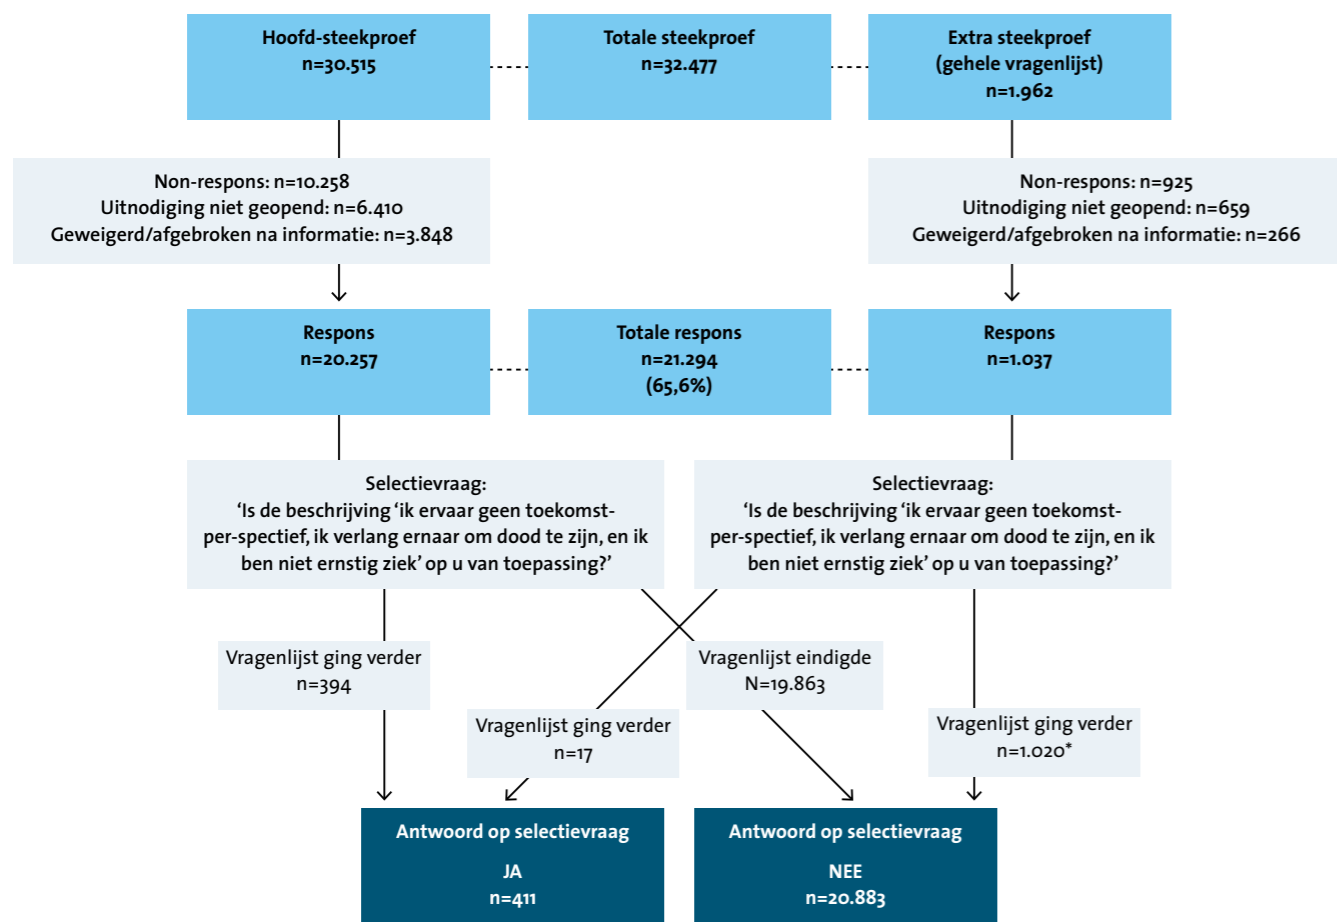 Hoofd-steekproef
n=30.515
Totale steekproef
n=32.477
Extra steekproef
(gehele vragenlijst)
n=1.962
Non-respons: n=10.258
Uitnodiging niet geopend: n=6.410
Geweigerd/afgebroken na informatie: n=3.848
Non-respons: n=925
Uitnodiging niet geopend: n=659
Geweigerd/afgebroken na informatie: n=266
Respons
n=20.257
Totale respons
n=21.294
(65,6%)
Respons
n=1.037
Selectievraag:
‘Is de beschrijving ‘ik ervaar geen toekomst-
per-spectief, ik verlang ernaar om dood te zijn, en ik
ben niet ernstig ziek’ op u van toepassing?’
Selectievraag:
‘Is de beschrijving ‘ik ervaar geen toekomst-
per-spectief, ik verlang ernaar om dood te zijn, en ik
ben niet ernstig ziek’ op u van toepassing?’
Vragenlijst ging verder
n=394
Vragenlijst eindigde
N=19.863
Vragenlijst ging verder
n=17
Vragenlijst ging verder
n=1.020*
Antwoord op selectievraag
JA
n=411
Antwoord op selectievraag
NEE
n=20.883